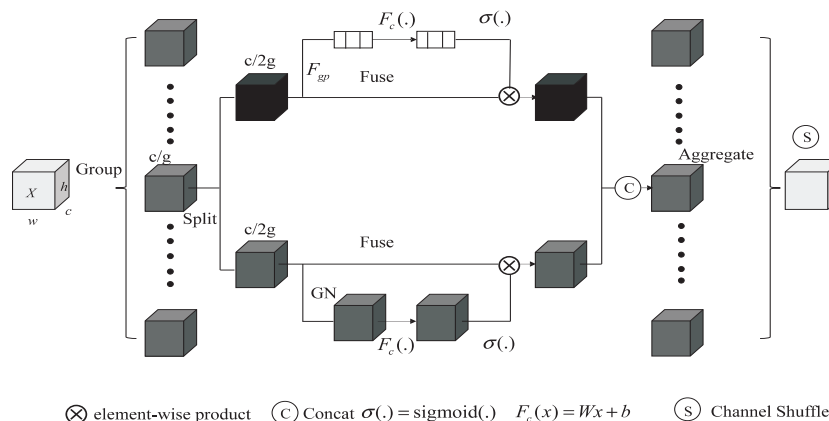 F_c(.)
σ(.)
c/2g
F_gp
Fuse
c/g
Group
X
h
w
c
Split
C
Aggregate
S
c/2g
Fuse
GN
F_c(.)
σ(.)
⊗ element-wise product Ⓒ Concat σ(.) = sigmoid(.) F_c(x) = Wx + b Ⓢ Channel Shuffle